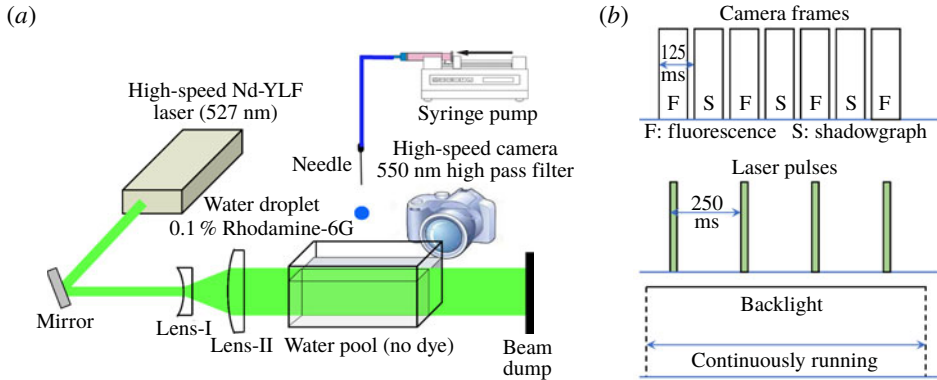 (a)
High-speed Nd-YLF
laser (527 nm)
Syringe pump
Needle
High-speed camera
550 nm high pass filter
Water droplet
0.1 % Rhodamine-6G
Mirror
Lens-I
Lens-II
Water pool (no dye)
Beam
dump
(b)
Camera frames
125
ms
F S F S F S F
F: fluorescence S: shadowgraph
Laser pulses
250
ms
Backlight
Continuously running